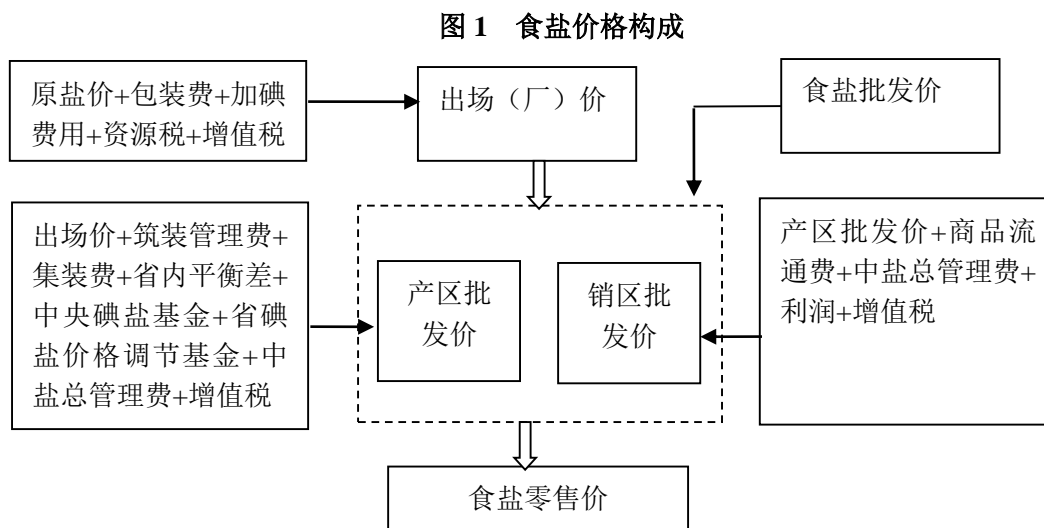 图 1 食盐价格构成
原盐价+包装费+加碘
费用+资源税+增值税
出场（厂）价
食盐批发价
出场价+筑装管理费+
集装费+省内平衡差+
中央碘盐基金+省碘
盐价格调节基金+中
盐总管理费+增值税
产区批
发价
销区批
发价
产区批发价+商品流
通费+中盐总管理费+
利润+增值税
食盐零售价